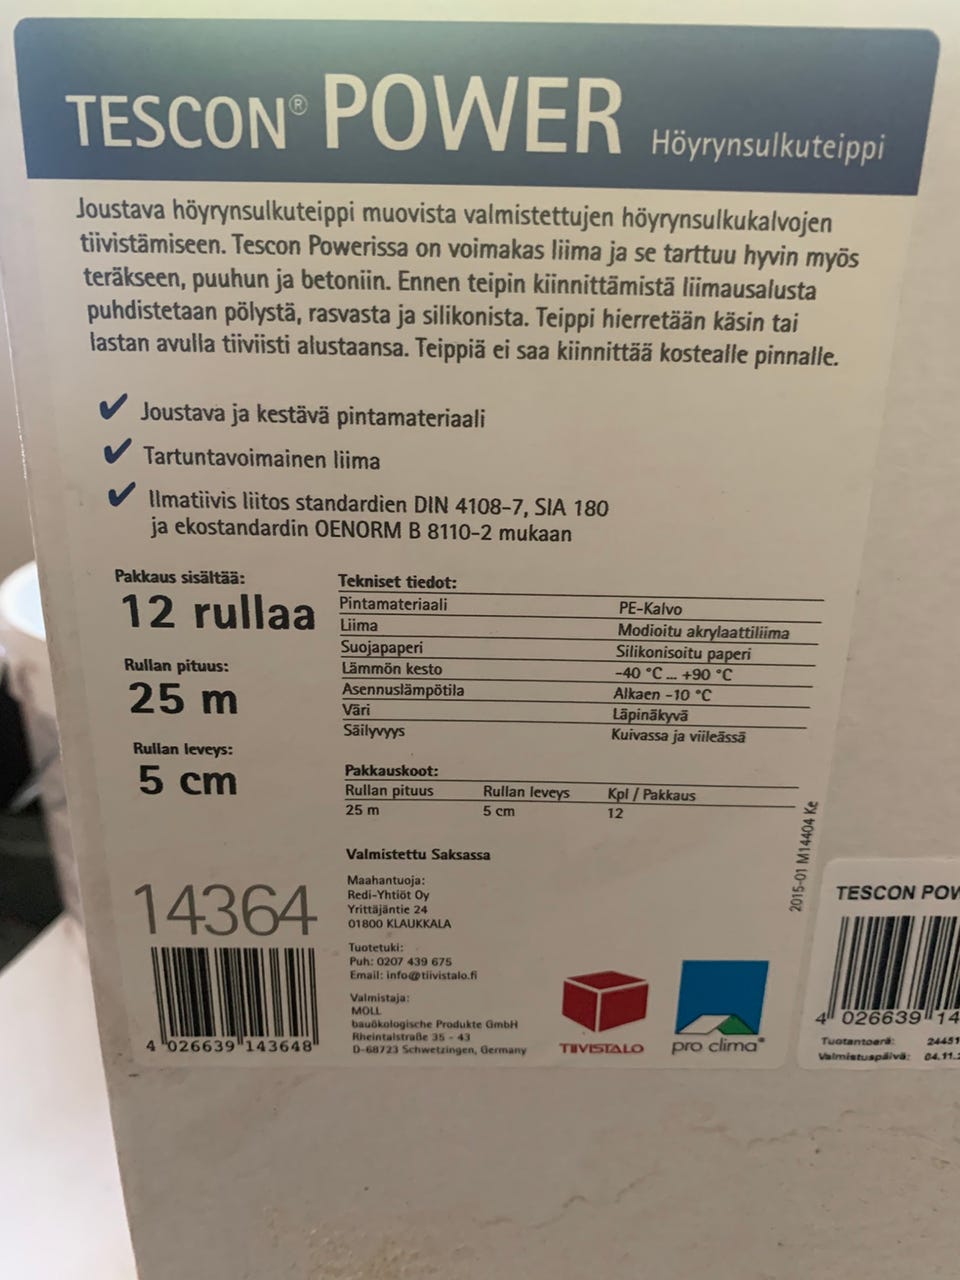 TESCON® POWER Höyrynsulkuteippi
Joustava höyrynsulkuteippi muovista valmistettujen höyrynsulkukalvojen
tiivistämiseen. Tescon Powerissa on voimakas liima ja se tarttuu hyvin myös
teräkseen, puuhun ja betoniin. Ennen teipin kiinnittämistä liimausalusta
puhdistetaan pölystä, rasvasta ja silikonista. Teippi hierretään käsin tai
lastan avulla tiiviisti alustaansa. Teippiä ei saa kiinnittää kostealle pinnalle.
✔ Joustava ja kestävä pintamateriaali
✔ Tartuntavoimainen liima
✔ Ilmatiivis liitos standardien DIN 4108-7, SIA 180
ja ekostandardin OENORM B 8110-2 mukaan
Pakkaus sisältää:
12 rullaa
Rullan pituus:
25 m
Rullan leveys:
5 cm
Tekniset tiedot:
Pintamateriaali PE-Kalvo
Liima Modioitu akrylaattiliima
Suojapaperi Silikonisoitu paperi
Lämmön kesto -40 °C ... +90 °C
Asennuslämpötila Alkaen -10 °C
Väri Läpinäkyvä
Säilyvyys Kuivassa ja viileässä
Pakkauskoot:
Rullan pituus Rullan leveys Kpl / Pakkaus
25 m 5 cm 12
Valmistettu Saksassa
Maahantuoja:
Redi-Yhtiöt Oy
Yrittäjäntie 24
01800 KLAUKKALA
Tuotetuki:
Puh: 0207 439 675
Email: info@tiivistalo.fi
Valmistaja:
MOLL
bauökologische Produkte GmbH
Rheintalstraße 35 - 43
D-68723 Schwetzingen, Germany
14364
4 026639 143648
TIIVISTALO
pro clima®
2015-01 M14404 Ke
TESCON POW
4 026639 14
Tuotantoerä: 24451
Valmistuspäivä: 04.11.